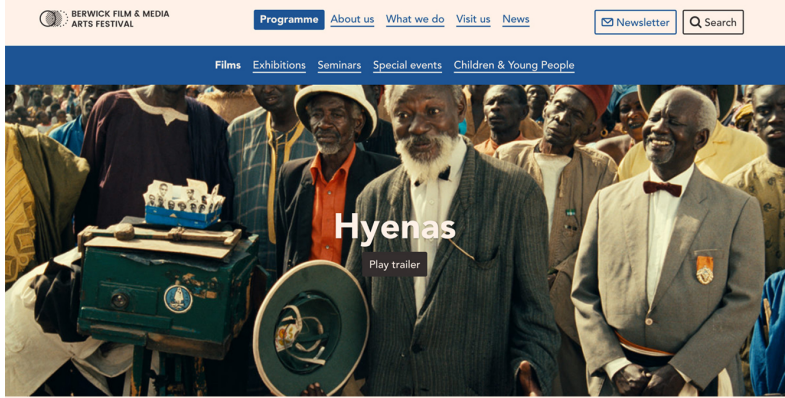 BERWICK FILM & MEDIA
ARTS FESTIVAL
Programme
About us
What we do
Visit us
News
Newsletter
Search
Films
Exhibitions
Seminars
Special events
Children & Young People
Hyenas
Play trailer